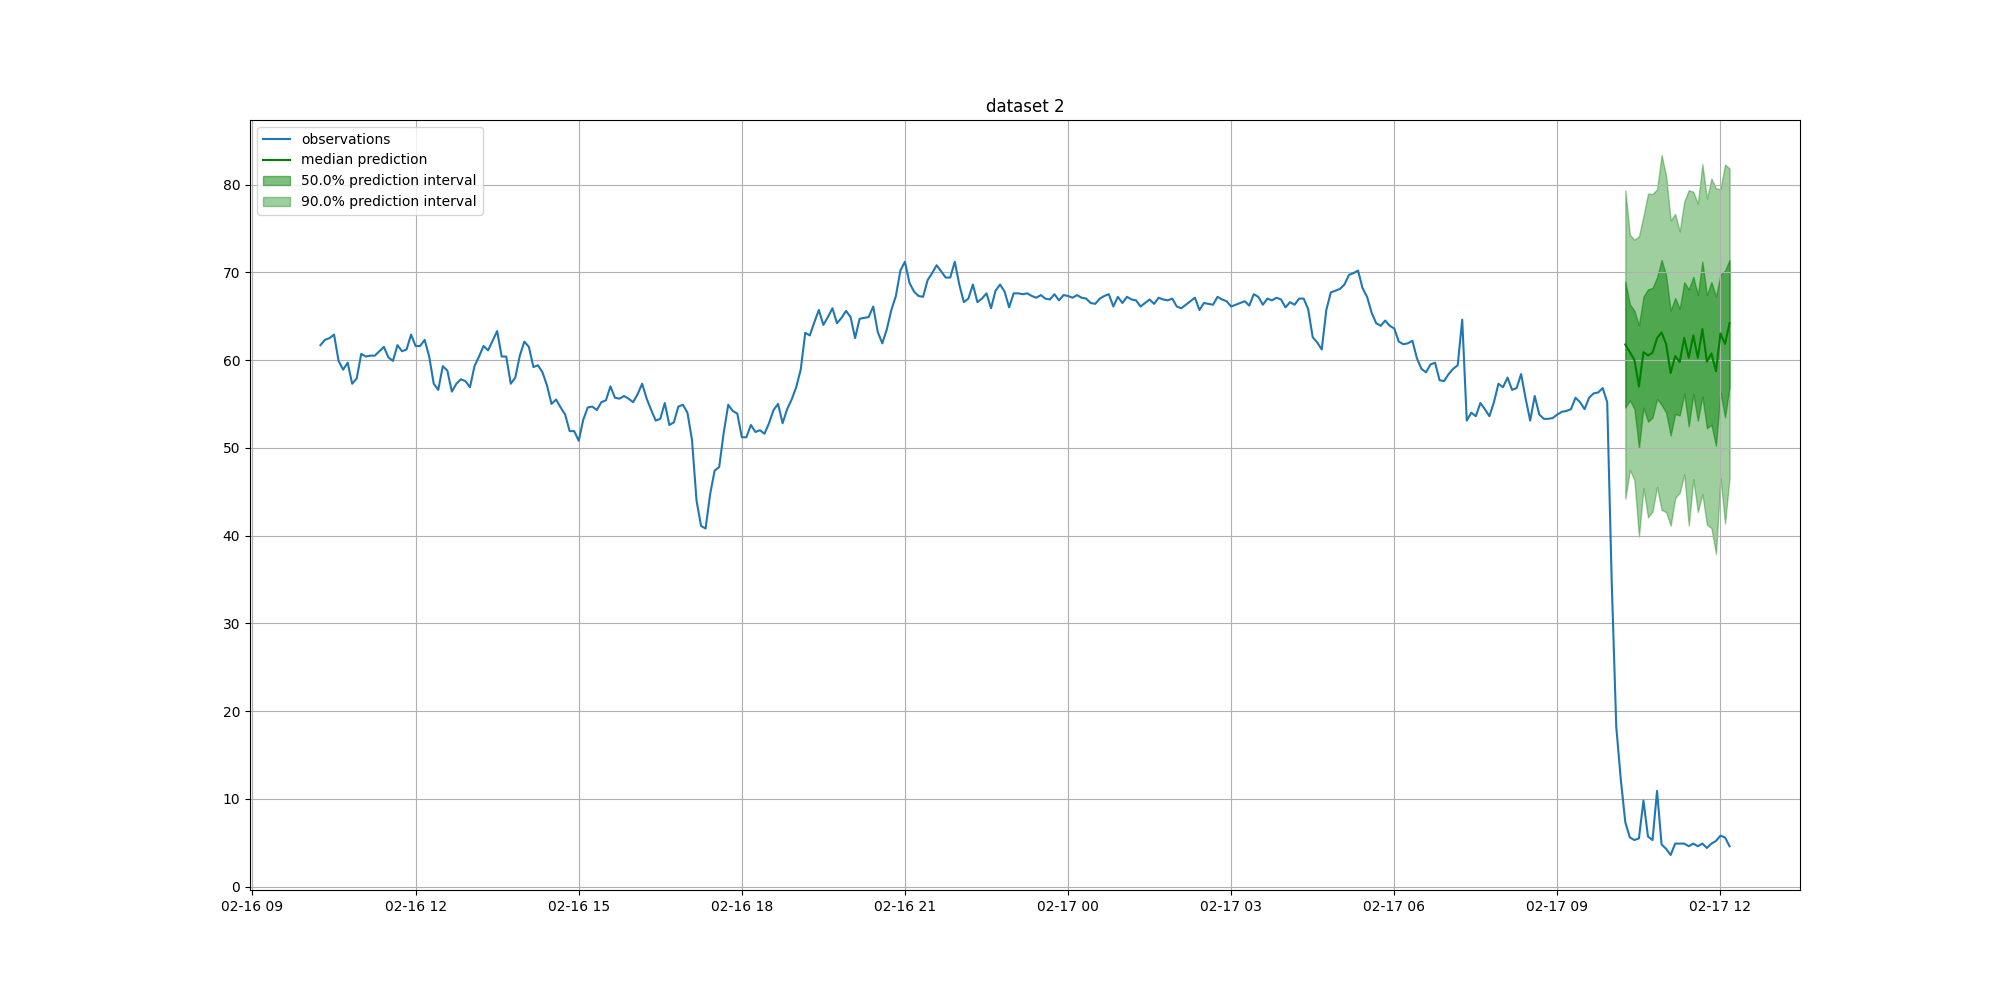 dataset 2
observations
median prediction
50.0% prediction interval
90.0% prediction interval
80
70
60
50
40
30
20
10
0
02-16 09 02-16 12 02-16 15 02-16 18 02-16 21 02-17 00 02-17 03 02-17 06 02-17 09 02-17 12